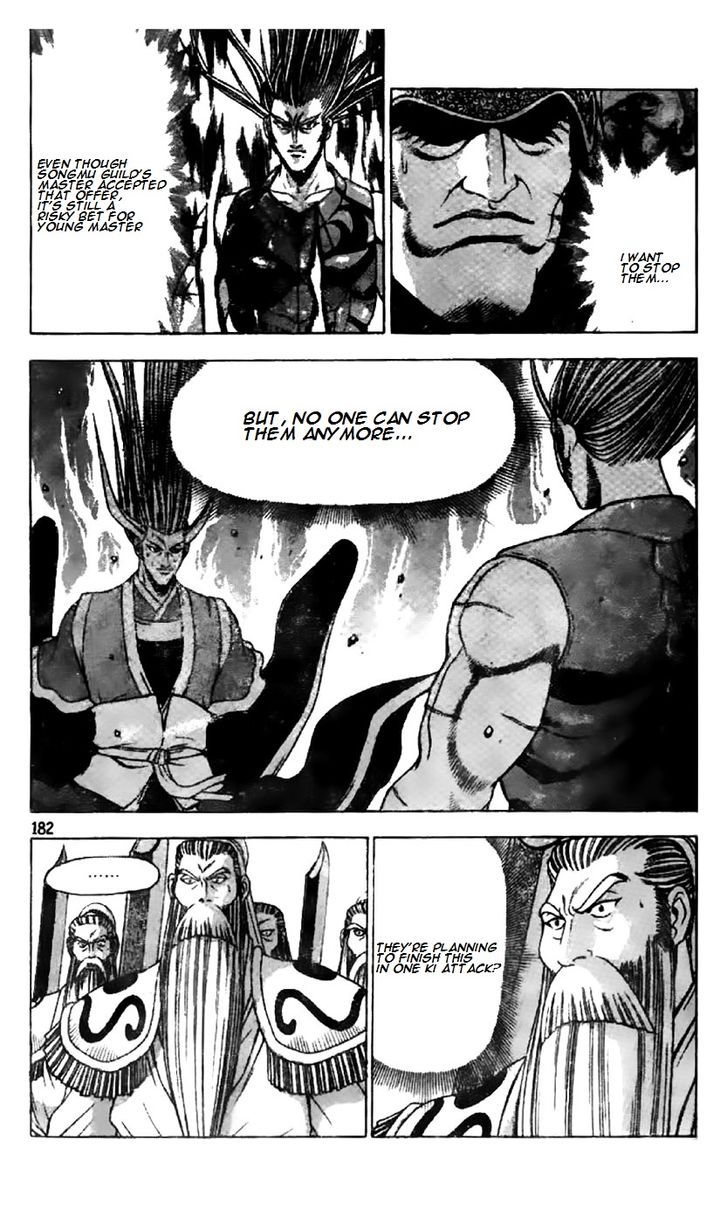 EVEN THOUGH
SONGMU GUILD'S
MASTER ACCEPTED
THAT OFFER,
IT'S STILL A
RISKY BET FOR
YOUNG MASTER
I WANT
TO STOP
THEM...
BUT, NO ONE CAN STOP
THEM ANYMORE...
182
......
THEY'RE PLANNING
TO FINISH THIS
IN ONE KI ATTACK?